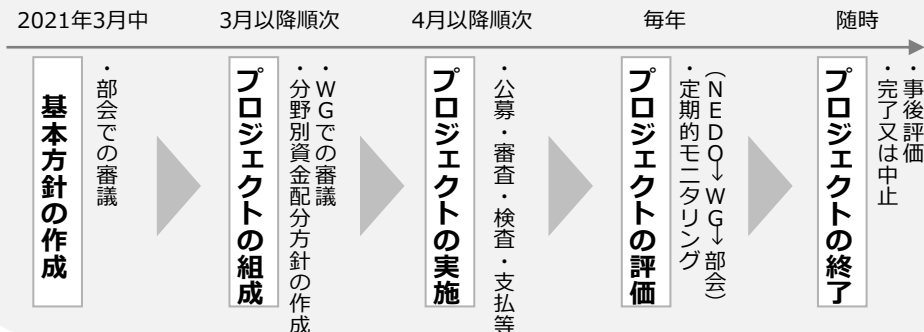 2021年3月中
3月以降順次
4月以降順次
毎年
随時
基本方針の作成
・部会での審議
プロジェクトの組成
・WGでの審議
・分野別資金配分方針の作成
プロジェクトの実施
・公募・審査・検査・支払等
プロジェクトの評価
(NEDO→WG→部会)
・定期的モニタリング
プロジェクトの終了
・事後評価
・完了又は中止